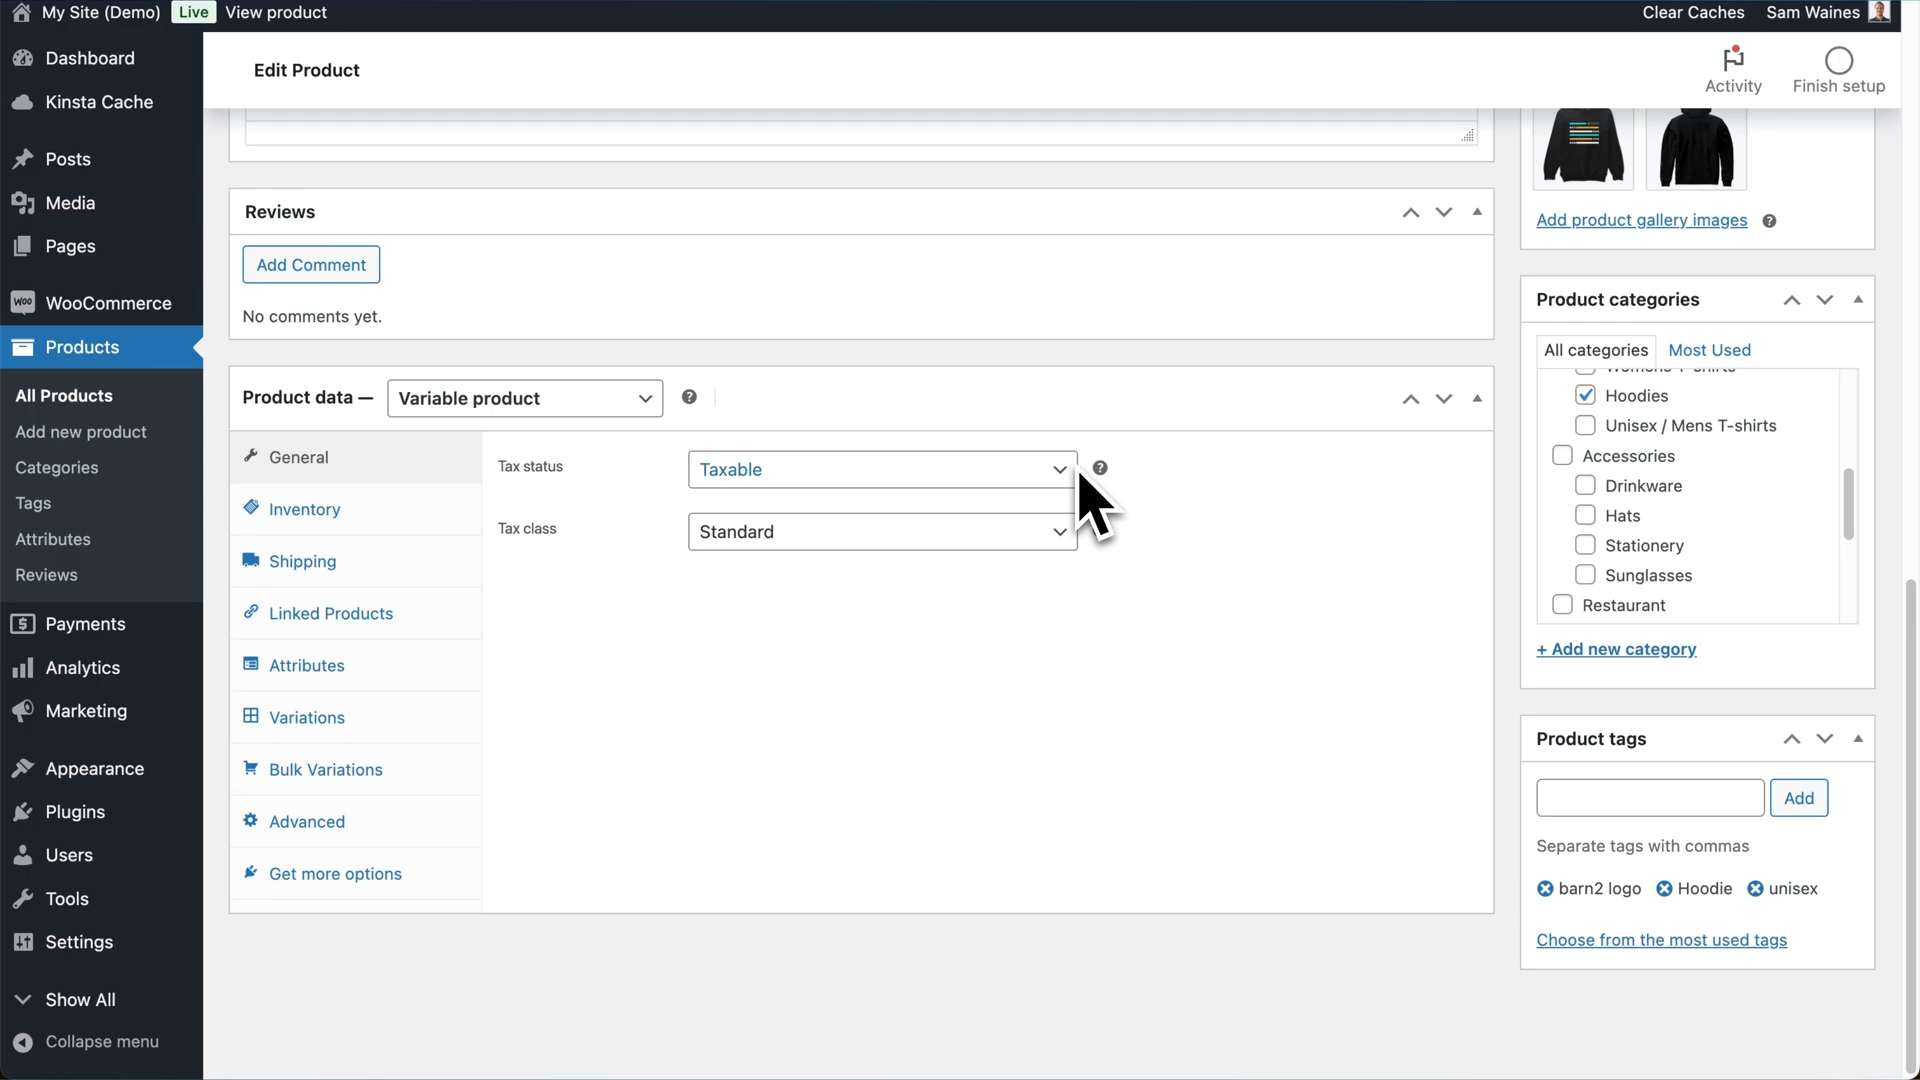 My Site (Demo) Live View product Clear Caches Sam Waines
Dashboard
Kinsta Cache
Posts
Media
Pages
WOO WooCommerce
Products
All Products
Add new product
Categories
Tags
Attributes
Reviews
Payments
Analytics
Marketing
Appearance
Plugins
Users
Tools
Settings
Show All
Collapse menu
Edit Product
Activity
Finish setup
Reviews
Add Comment
No comments yet.
Product data — Variable product
General
Inventory
Shipping
Linked Products
Attributes
Variations
Bulk Variations
Advanced
Get more options
Tax status Taxable
Tax class Standard
Add product gallery images
Product categories
All categories Most Used
Hoodies
Unisex / Mens T-shirts
Accessories
Drinkware
Hats
Stationery
Sunglasses
Restaurant
+ Add new category
Product tags
Add
Separate tags with commas
barn2 logo Hoodie unisex
Choose from the most used tags